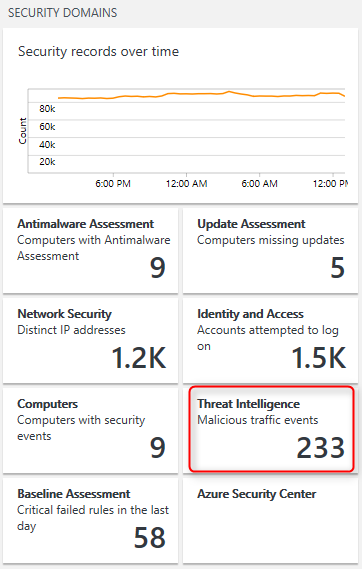 SECURITY DOMAINS
Security records over time
Count
80k
60k
40k
20k
6:00 PM 12:00 AM 6:00 AM 12:00 PM
Antimalware Assessment
Computers with Antimalware
Assessment
9
Update Assessment
Computers missing updates
5
Network Security
Distinct IP addresses
1.2K
Identity and Access
Accounts attempted to log
on
1.5K
Computers
Computers with security
events
9
Threat Intelligence
Malicious traffic events
233
Baseline Assessment
Critical failed rules in the last
day
58
Azure Security Center